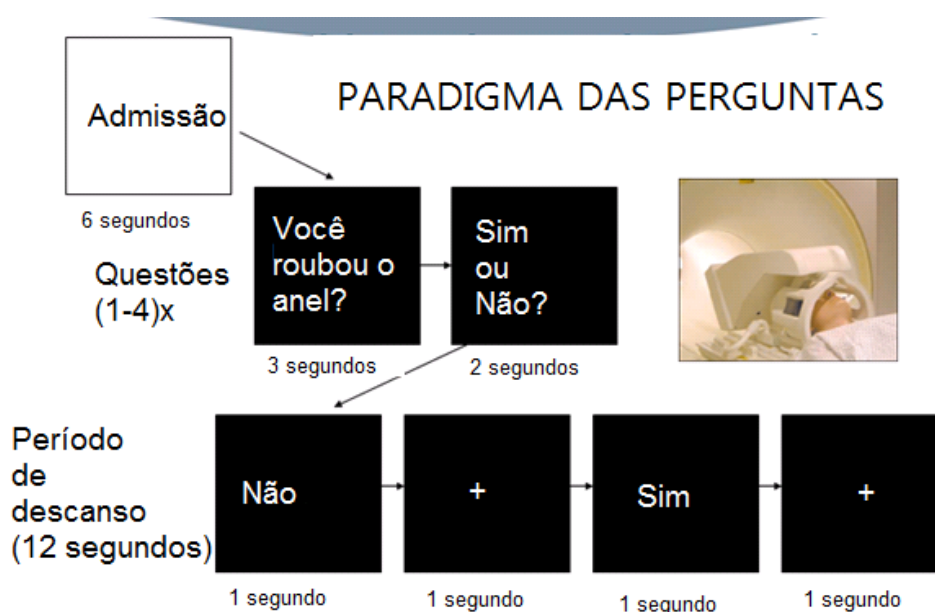 PARADIGMA DAS PERGUNTAS
Admissão
6 segundos
Questões
(1-4)x
Você
roubou o
anel?
3 segundos
Sim
ou
Não?
2 segundos
Período
de
descanso
(12 segundos)
Não
1 segundo
+
1 segundo
Sim
1 segundo
+
1 segundo